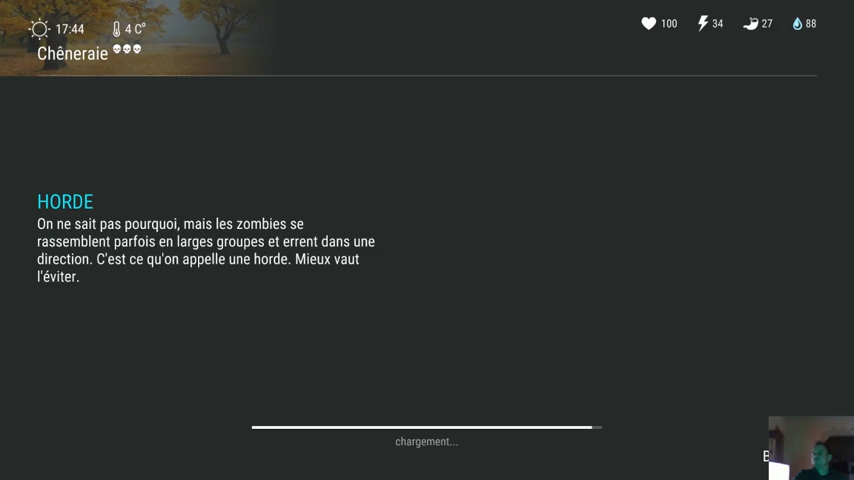 17:44 4 C°
100 34 27 88
Chêneraie
HORDE
On ne sait pas pourquoi, mais les zombies se
rassemblent parfois en larges groupes et errent dans une
direction. C'est ce qu'on appelle une horde. Mieux vaut
l'éviter.
chargement...